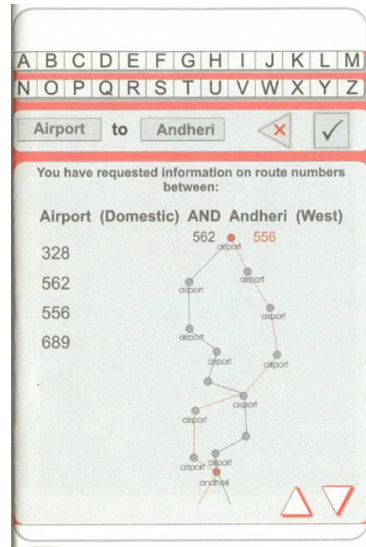 A B C D E F G H I J K L M
N O P Q R S T U V W X Y Z
Airport to Andheri
You have requested information on route numbers
between:
Airport (Domestic) AND Andheri (West)
562 556
airport
328
562
556
689
airport
airport
airport
airport
airport
airport
airport
airport
airport
airport
andheri